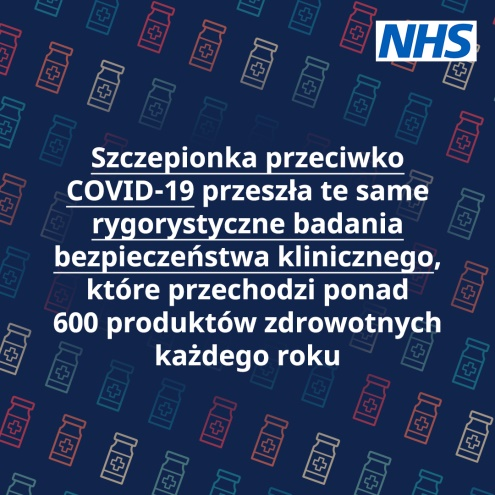 NHS
Szczepionka przeciwko
COVID-19 przeszła te same
rygorystyczne badania
bezpieczeństwa klinicznego,
które przechodzi ponad
600 produktów zdrowotnych
każdego roku